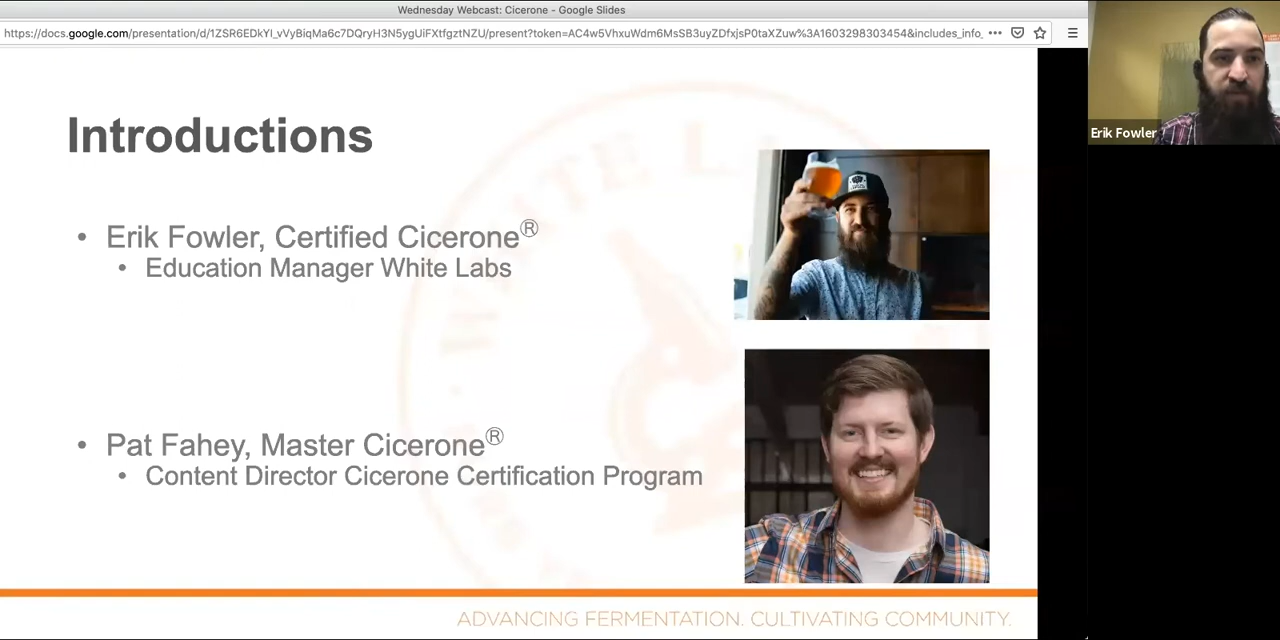 Wednesday Webcast: Cicerone - Google Slides
https://docs.google.com/presentation/d/1ZSR6EDkYI_vVyBiqMa6c7DQryH3N5ygUiFXtfgztNZU/present?token=AC4w5VhxuWdm6MsSB3uyZDfxjsP0taXZuw%3A1603298303454&includes_info_
Introductions
Erik Fowler
• Erik Fowler, Certified Cicerone®
• Education Manager White Labs
• Pat Fahey, Master Cicerone®
• Content Director Cicerone Certification Program
ADVANCING FERMENTATION. CULTIVATING COMMUNITY.